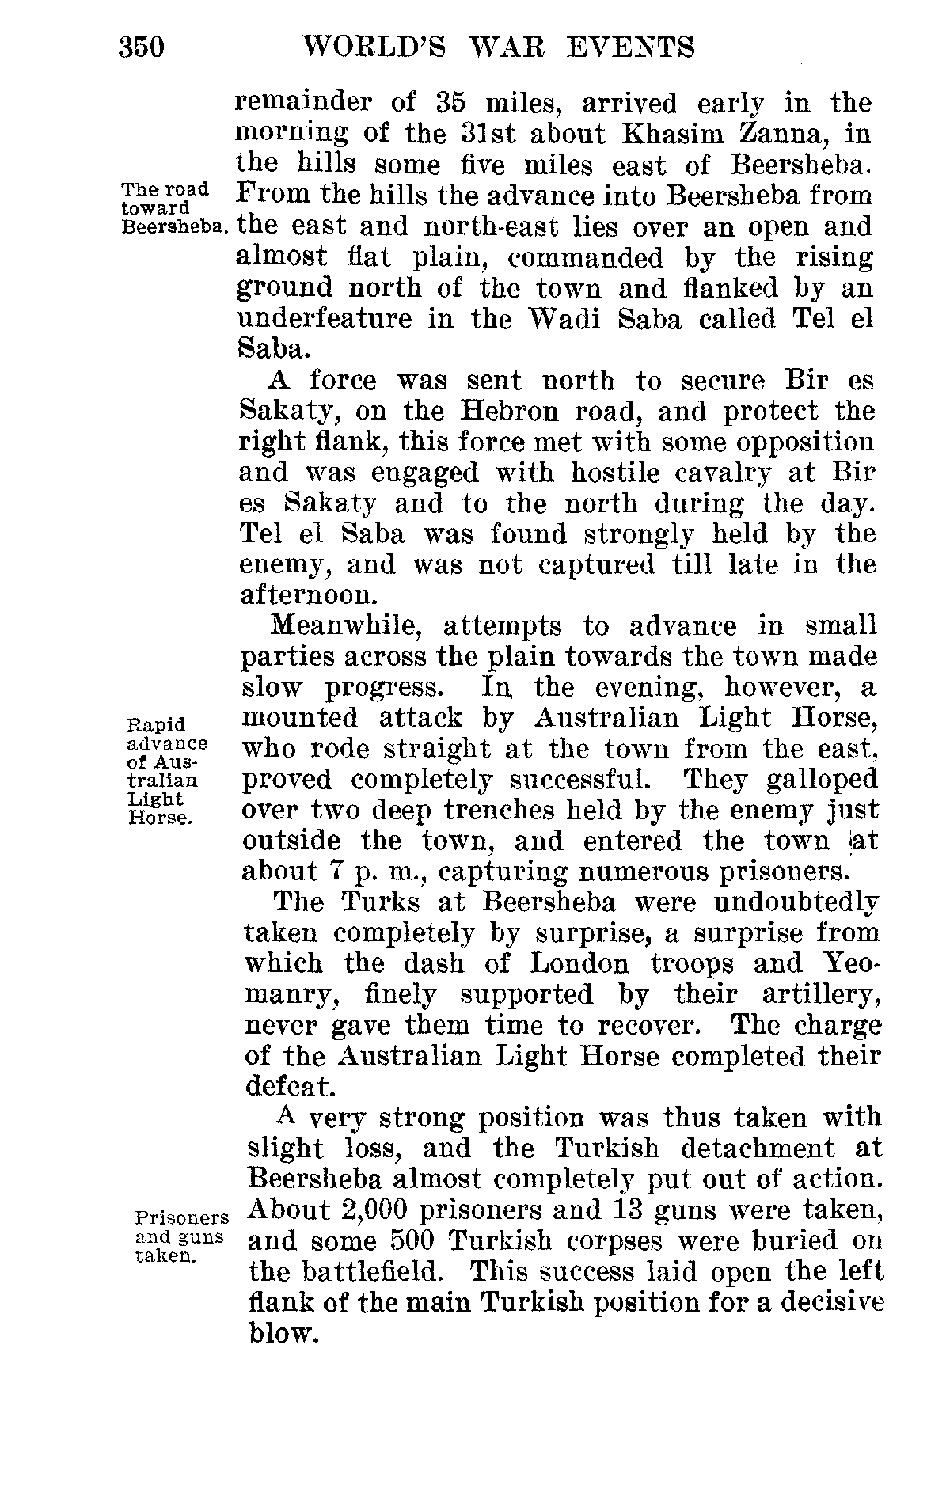 350 WORLD'S WAR EVENTS
remainder of 35 miles, arrived early in the
morning of the 31st about Khasim Zanna, in
the hills some five miles east of Beersheba.
The road
toward
Beersheba.
From the hills the advance into Beersheba from
the east and north-east lies over an open and
almost flat plain, commanded by the rising
ground north of the town and flanked by an
underfeature in the Wadi Saba called Tel el
Saba.
A force was sent north to secure Bir es
Sakaty, on the Hebron road, and protect the
right flank, this force met with some opposition
and was engaged with hostile cavalry at Bir
es Sakaty and to the north during the day.
Tel el Saba was found strongly held by the
enemy, and was not captured till late in the
afternoon.
Meanwhile, attempts to advance in small
parties across the plain towards the town made
slow progress. In the evening, however, a
Rapid
advance
of Aus-
tralian
Light
Horse.
mounted attack by Australian Light Horse,
who rode straight at the town from the east,
proved completely successful. They galloped
over two deep trenches held by the enemy just
outside the town, and entered the town at
about 7 p. m., capturing numerous prisoners.
The Turks at Beersheba were undoubtedly
taken completely by surprise, a surprise from
which the dash of London troops and Yeo-
manry, finely supported by their artillery,
never gave them time to recover. The charge
of the Australian Light Horse completed their
defeat.
A very strong position was thus taken with
slight loss, and the Turkish detachment at
Beersheba almost completely put out of action.
Prisoners
and guns
taken.
About 2,000 prisoners and 13 guns were taken,
and some 500 Turkish corpses were buried on
the battlefield. This success laid open the left
flank of the main Turkish position for a decisive
blow.